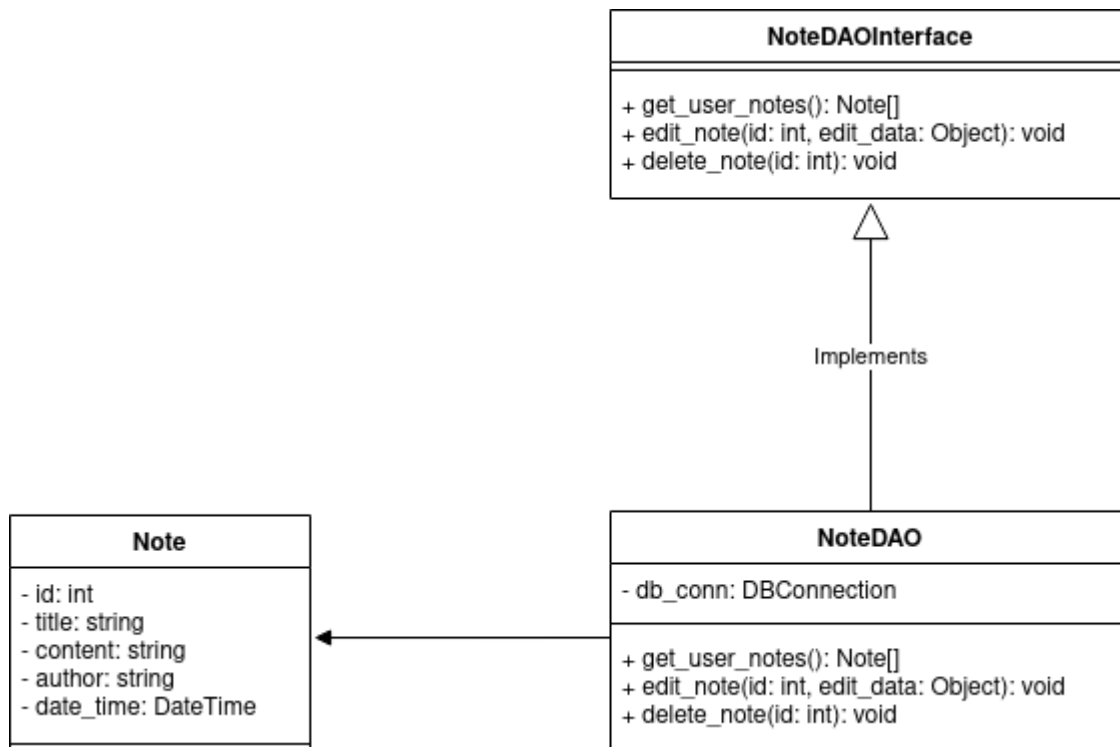 NoteDAOInterface
+ get_user_notes(): Note[]
+ edit_note(id: int, edit_data: Object): void
+ delete_note(id: int): void
Implements
Note
- id: int
- title: string
- content: string
- author: string
- date_time: DateTime
NoteDAO
- db_conn: DBConnection
+ get_user_notes(): Note[]
+ edit_note(id: int, edit_data: Object): void
+ delete_note(id: int): void